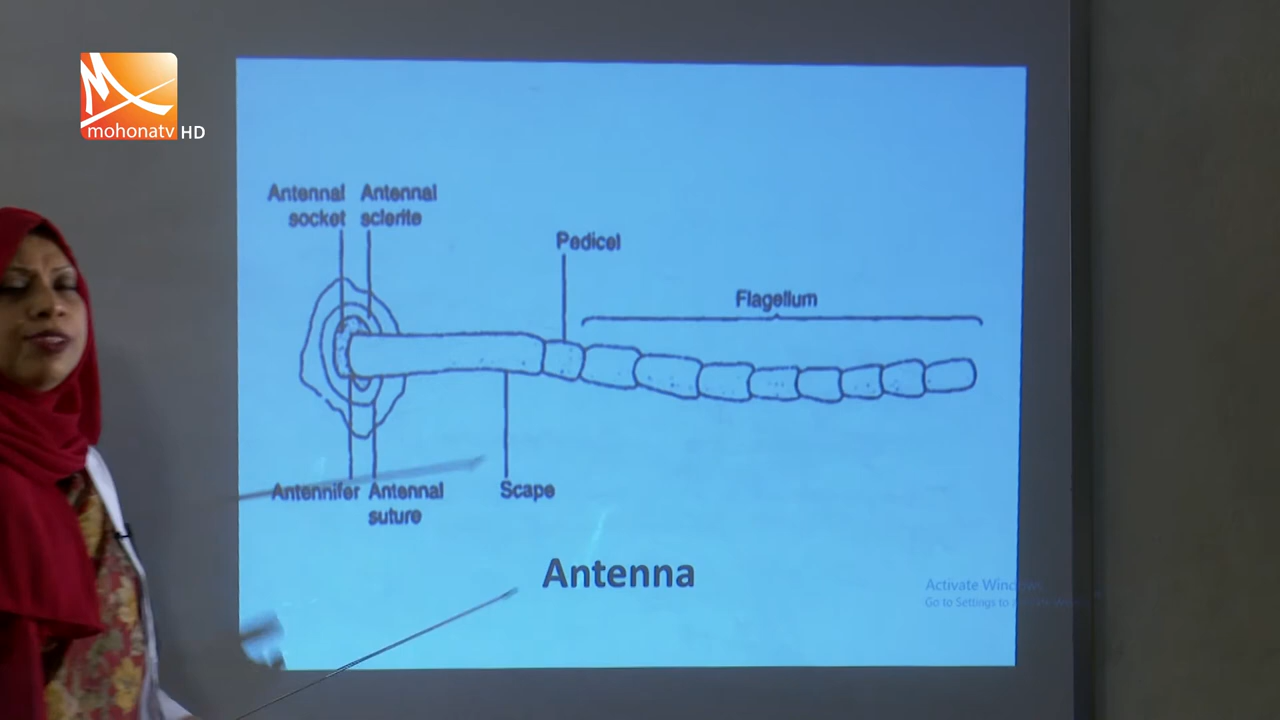 mohonatv HD
Antennal Antennal
socket sclerite
Pedicel
Flagellum
Antennifer Antennal
suture
Scape
Antenna
Activate Windows
Go to Settings to